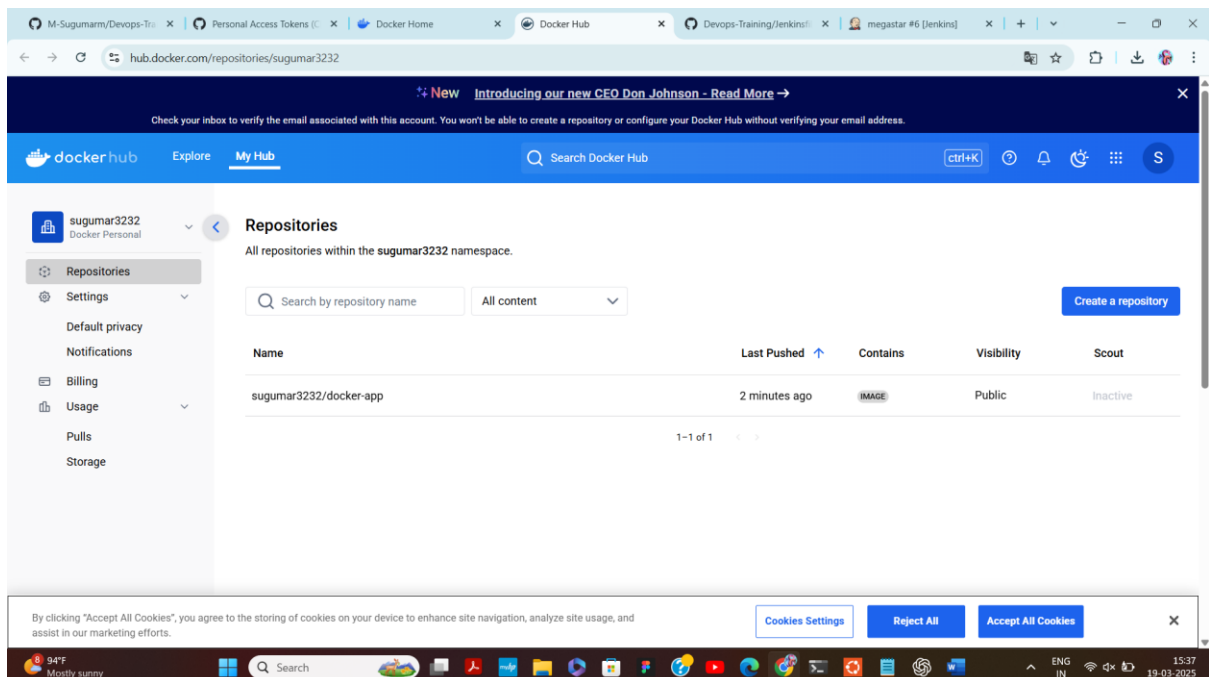 M-Sugumarm/Devops-Tra
Personal Access Tokens (C
Docker Home
Docker Hub
Devops-Training/Jenkinsfi
megastar #6 [Jenkins]
hub.docker.com/repositories/sugumar3232
New Introducing our new CEO Don Johnson - Read More →
Check your inbox to verify the email associated with this account. You won't be able to create a repository or configure your Docker Hub without verifying your email address.
dockerhub Explore My Hub Search Docker Hub ctrl+K S
sugumar3232
Docker Personal
Repositories
Settings
Default privacy
Notifications
Billing
Usage
Pulls
Storage
Repositories
All repositories within the sugumar3232 namespace.
Search by repository name All content Create a repository
Name Last Pushed Contains Visibility Scout
sugumar3232/docker-app 2 minutes ago IMAGE Public Inactive
1–1 of 1
By clicking "Accept All Cookies", you agree to the storing of cookies on your device to enhance site navigation, analyze site usage, and
assist in our marketing efforts.
Cookies Settings Reject All Accept All Cookies
8 94°F
Mostly sunny
Search
ENG
IN
15:37
19-03-2025